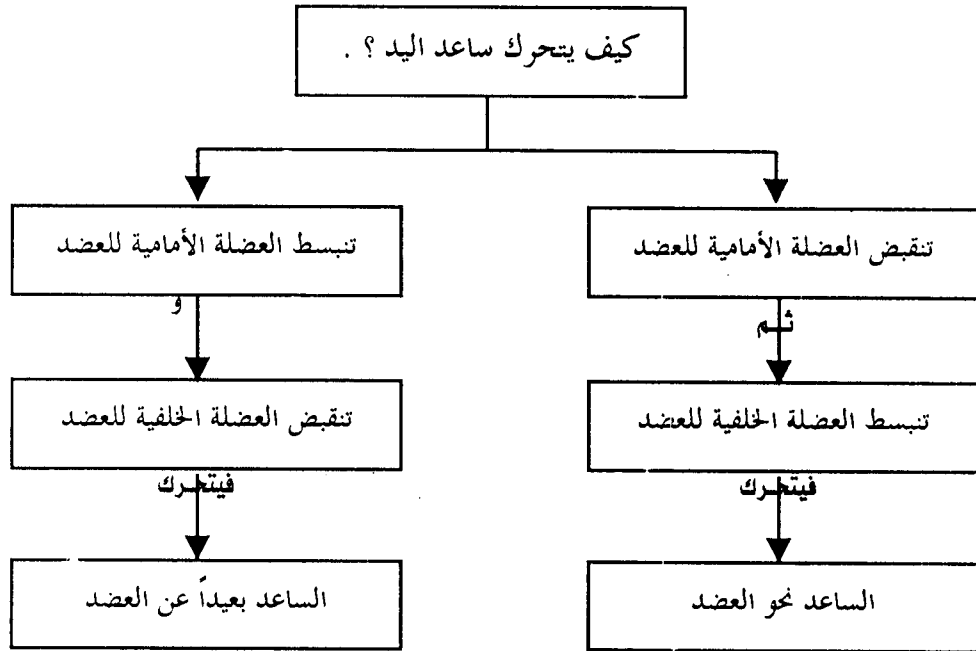 كيف يتحرك ساعد اليد ؟ .
تنقبض العضلة الأمامية للعضد
ثم
تنبسط العضلة الخلفية للعضد
فيتحرك
الساعد نحو العضد
تنبسط العضلة الأمامية للعضد
و
تنقبض العضلة الخلفية للعضد
فيتحرك
الساعد بعيداً عن العضد